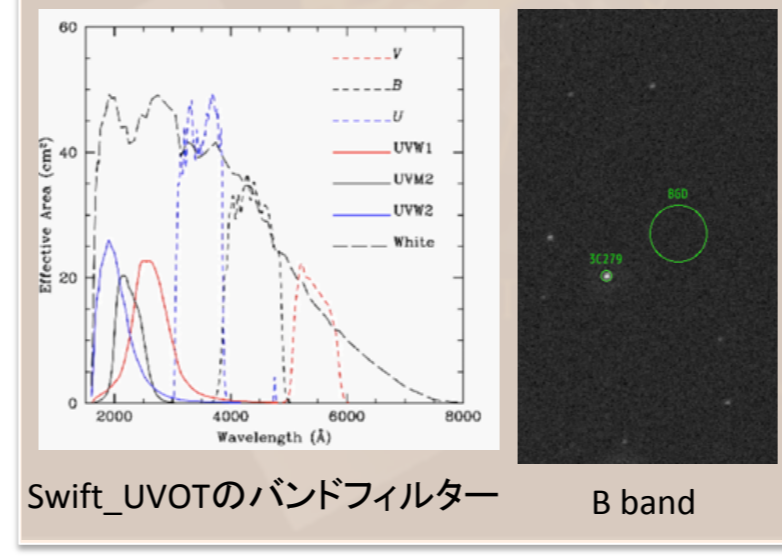 60
40
20
0
2000
4000
6000
8000
Effective Area (cm²)
Wavelength (Å)
V
B
U
UVW1
UVM2
UVW2
White
BGD
3C279
Swift_UVOTのバンドフィルター
B band